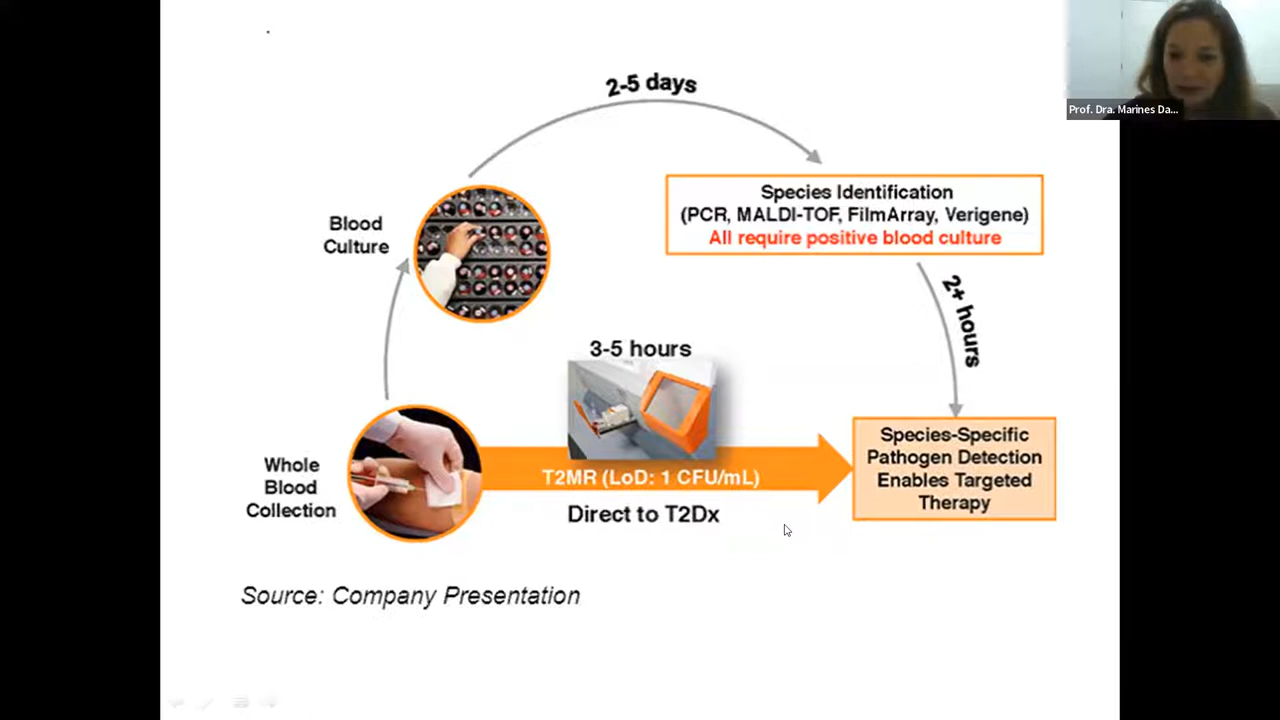 Prof. Dra. Marines Da...
2-5 days
Species Identification
(PCR, MALDI-TOF, FilmArray, Verigene)
All require positive blood culture
Blood
Culture
2+ hours
3-5 hours
T2MR (LoD: 1 CFU/mL)
Direct to T2Dx
Whole
Blood
Collection
Species-Specific
Pathogen Detection
Enables Targeted
Therapy
Source: Company Presentation